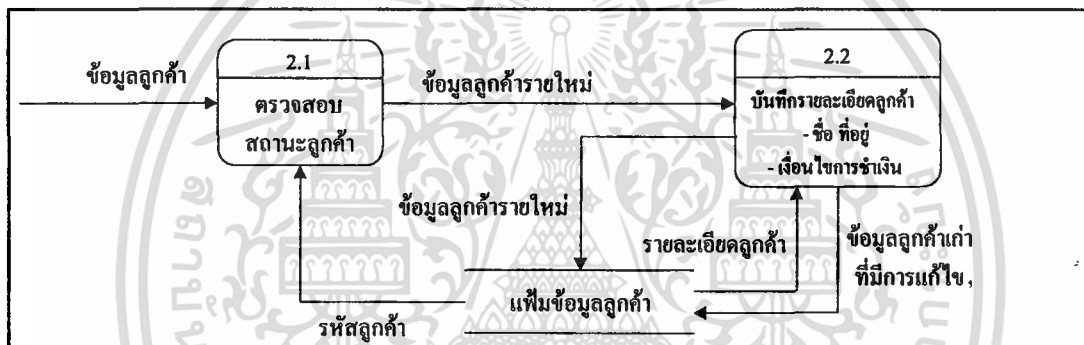 2.1
ตรวจสอบ
สถานะลูกค้า
ข้อมูลลูกค้า
ข้อมูลลูกค้ารายใหม่
2.2
บันทึกรายละเอียดลูกค้า
- ชื่อ ที่อยู่
- เงื่อนไขการชำเงิน
ข้อมูลลูกค้ารายใหม่
รายละเอียดลูกค้า
ข้อมูลลูกค้าเก่า
ที่มีการแก้ไข,
แฟ้มข้อมูลลูกค้า
รหัสลูกค้า